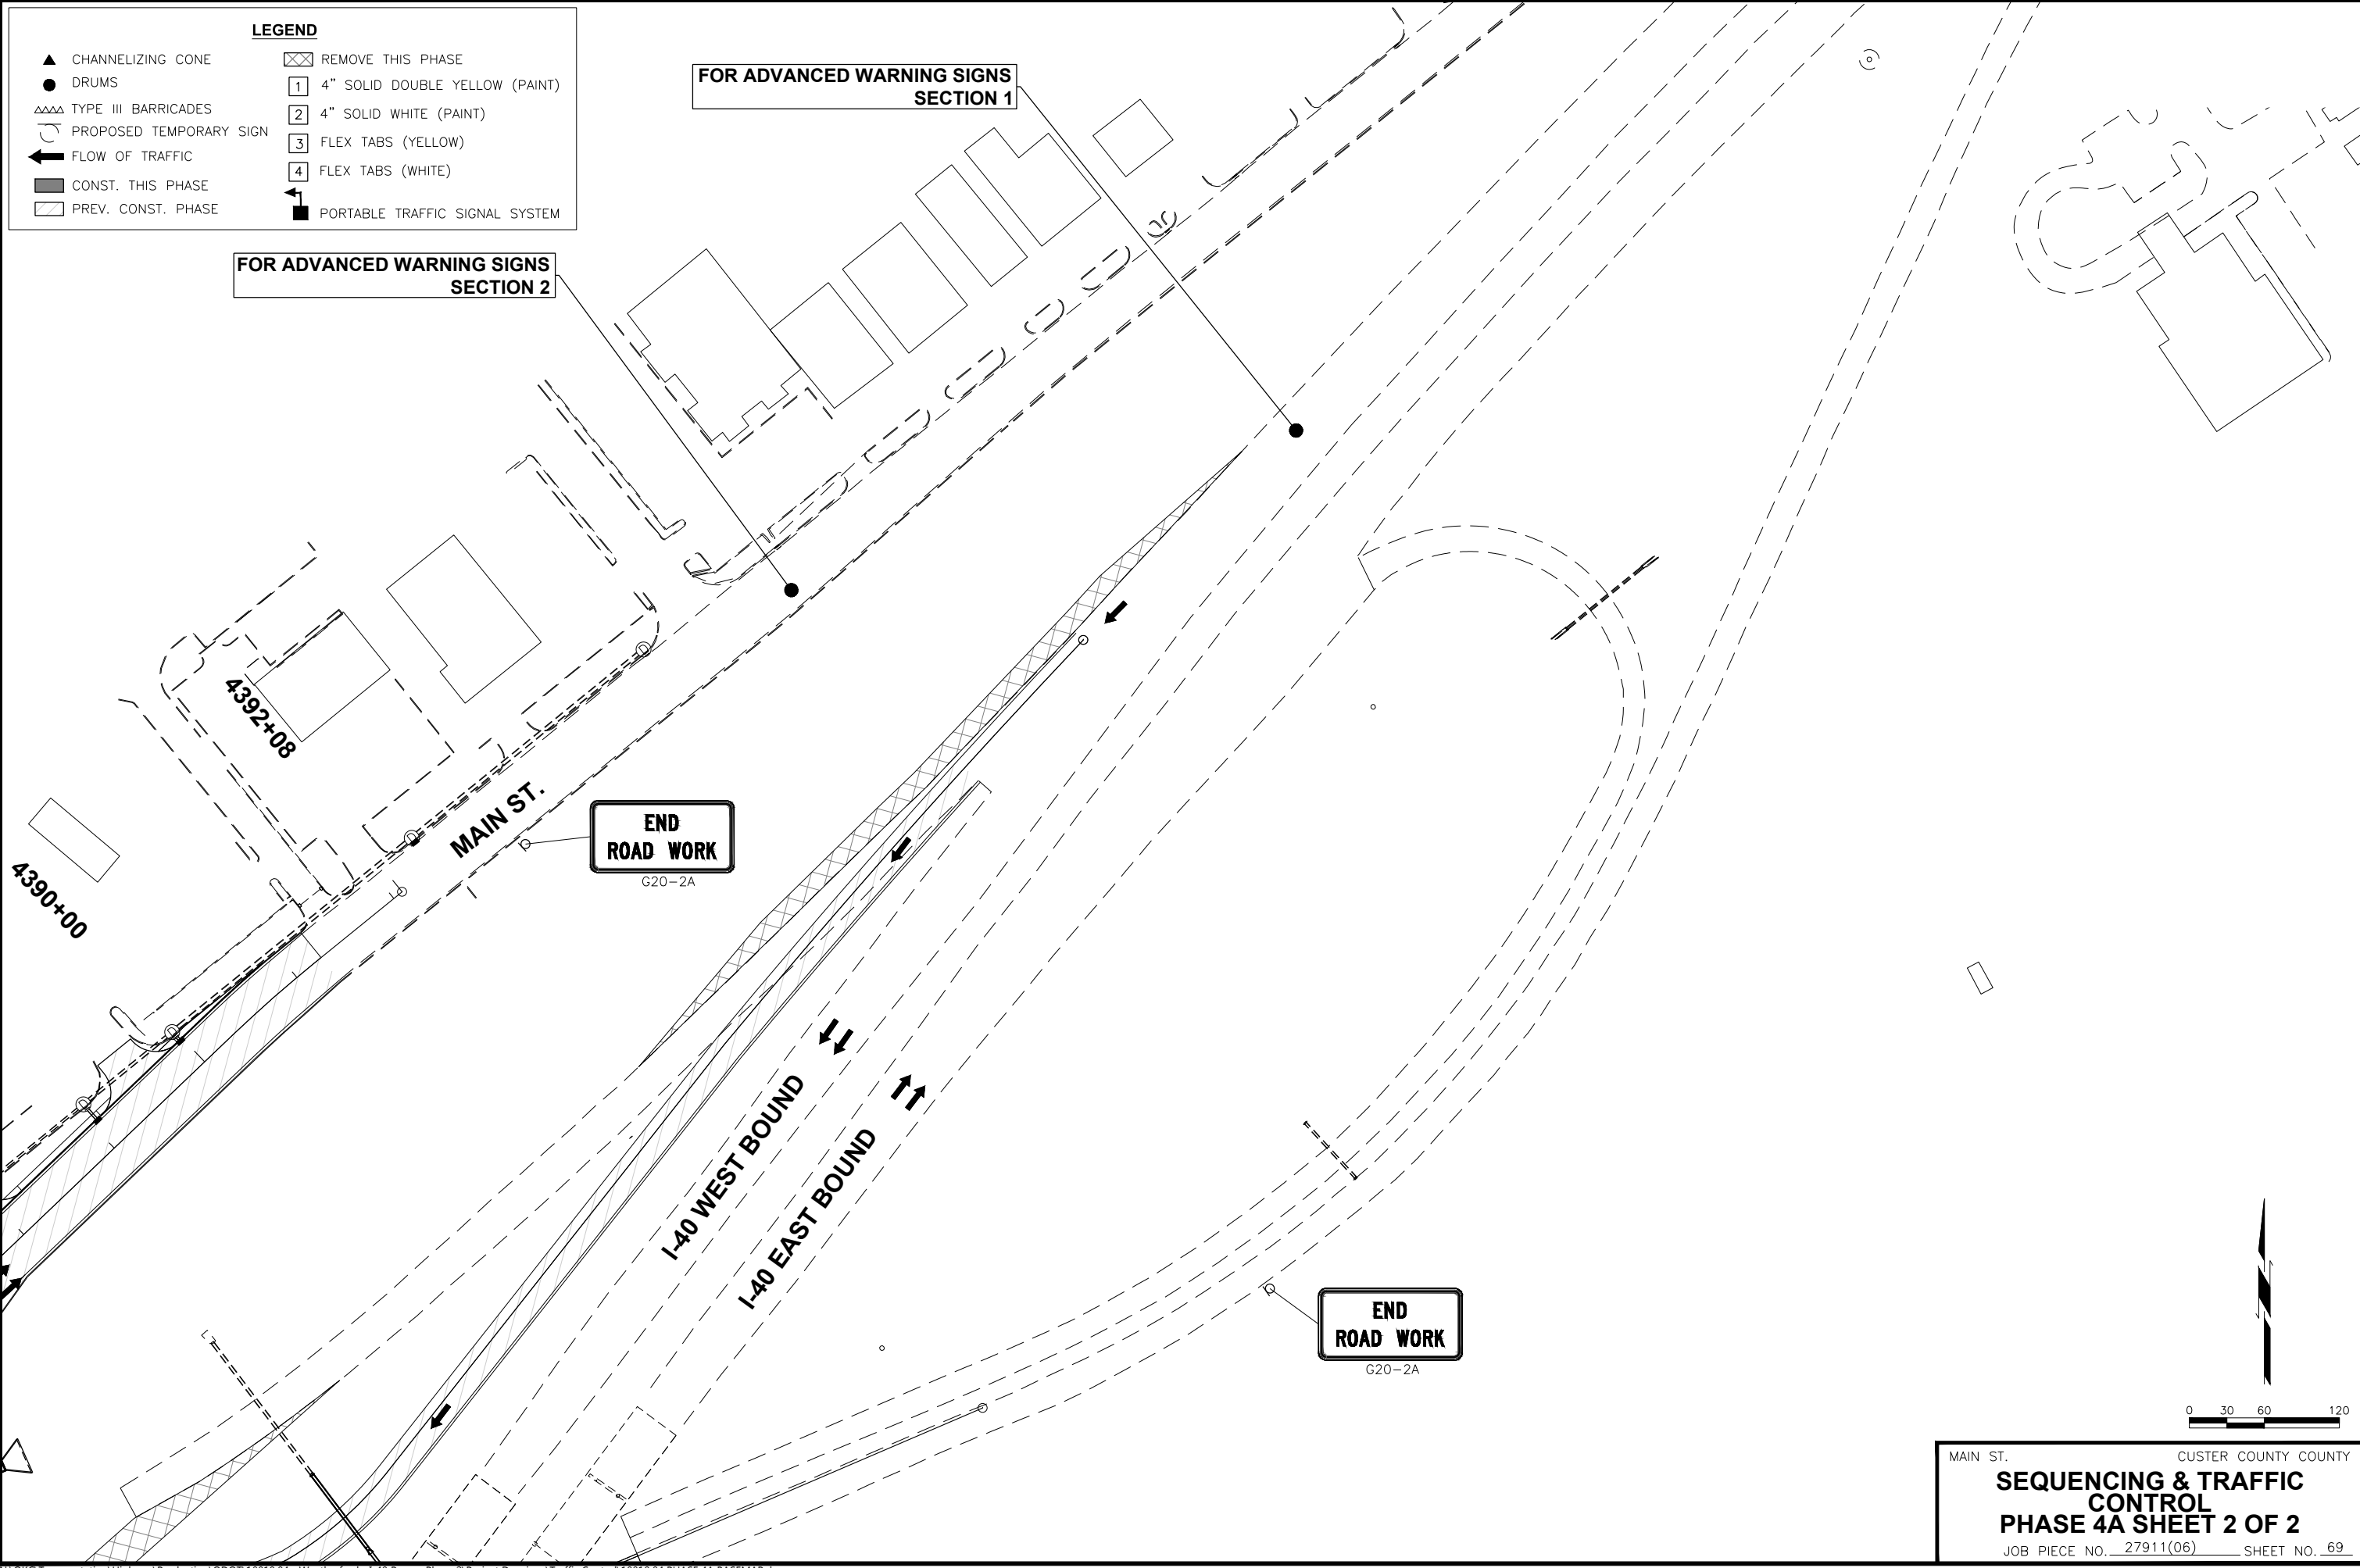 LEGEND
CHANNELIZING CONE
DRUMS
TYPE III BARRICADES
PROPOSED TEMPORARY SIGN
FLOW OF TRAFFIC
CONST. THIS PHASE
PREV. CONST. PHASE
REMOVE THIS PHASE
1 4" SOLID DOUBLE YELLOW (PAINT)
2 4" SOLID WHITE (PAINT)
3 FLEX TABS (YELLOW)
4 FLEX TABS (WHITE)
PORTABLE TRAFFIC SIGNAL SYSTEM
FOR ADVANCED WARNING SIGNS
SECTION 1
FOR ADVANCED WARNING SIGNS
SECTION 2
4392+08
4390+00
MAIN ST.
END
ROAD WORK
G20-2A
I-40 WEST BOUND
I-40 EAST BOUND
END
ROAD WORK
G20-2A
0 30 60 120
MAIN ST. CUSTER COUNTY COUNTY
SEQUENCING & TRAFFIC
CONTROL
PHASE 4A SHEET 2 OF 2
JOB PIECE NO. 27911(06) SHEET NO. 69